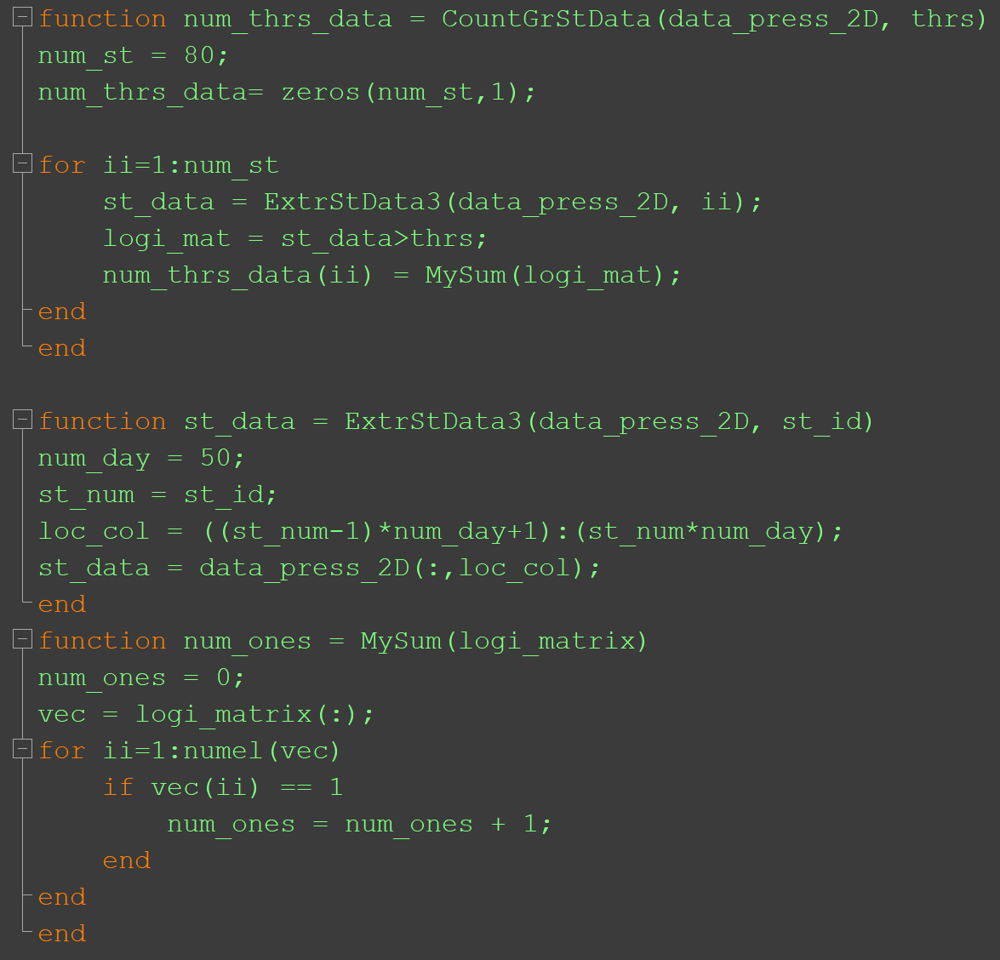 function num_thrs_data = CountGrStData(data_press_2D, thrs)
num_st = 80;
num_thrs_data= zeros(num_st,1);
for ii=1:num_st
    st_data = ExtrStData3(data_press_2D, ii);
    logi_mat = st_data>thrs;
    num_thrs_data(ii) = MySum(logi_mat);
end
end
function st_data = ExtrStData3(data_press_2D, st_id)
num_day = 50;
st_num = st_id;
loc_col = ((st_num-1)*num_day+1):(st_num*num_day);
st_data = data_press_2D(:,loc_col);
end
function num_ones = MySum(logi_matrix)
num_ones = 0;
vec = logi_matrix(:);
for ii=1:numel(vec)
    if vec(ii) == 1
        num_ones = num_ones + 1;
    end
end
end